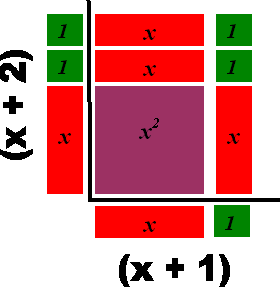 1 x 1
1 x 1
(x + 2)
x x² x
x 1
(x + 1)